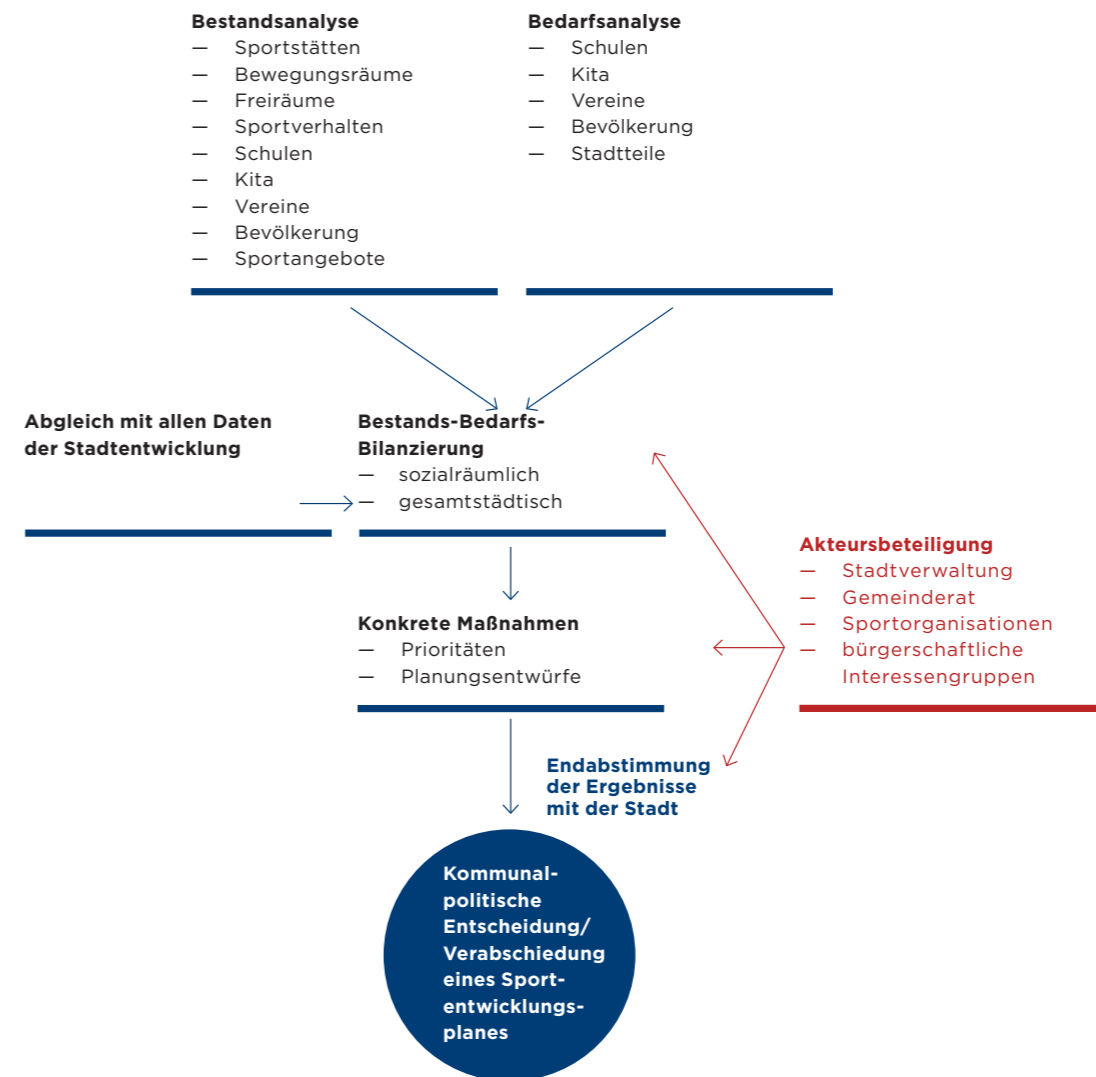 Bestandsanalyse
— Sportstätten
— Bewegungsräume
— Freiräume
— Sportverhalten
— Schulen
— Kita
— Vereine
— Bevölkerung
— Sportangebote
Bedarfsanalyse
— Schulen
— Kita
— Vereine
— Bevölkerung
— Stadtteile
Abgleich mit allen Daten
der Stadtentwicklung
Bestands-Bedarfs-
Bilanzierung
— sozialräumlich
— gesamtstädtisch
Akteursbeteiligung
— Stadtverwaltung
— Gemeinderat
— Sportorganisationen
— bürgerschaftliche
Interessengruppen
Konkrete Maßnahmen
— Prioritäten
— Planungsentwürfe
Endabstimmung
der Ergebnisse
mit der Stadt
Kommunal-
politische
Entscheidung/
Verabschiedung
eines Sport-
entwicklungs-
planes